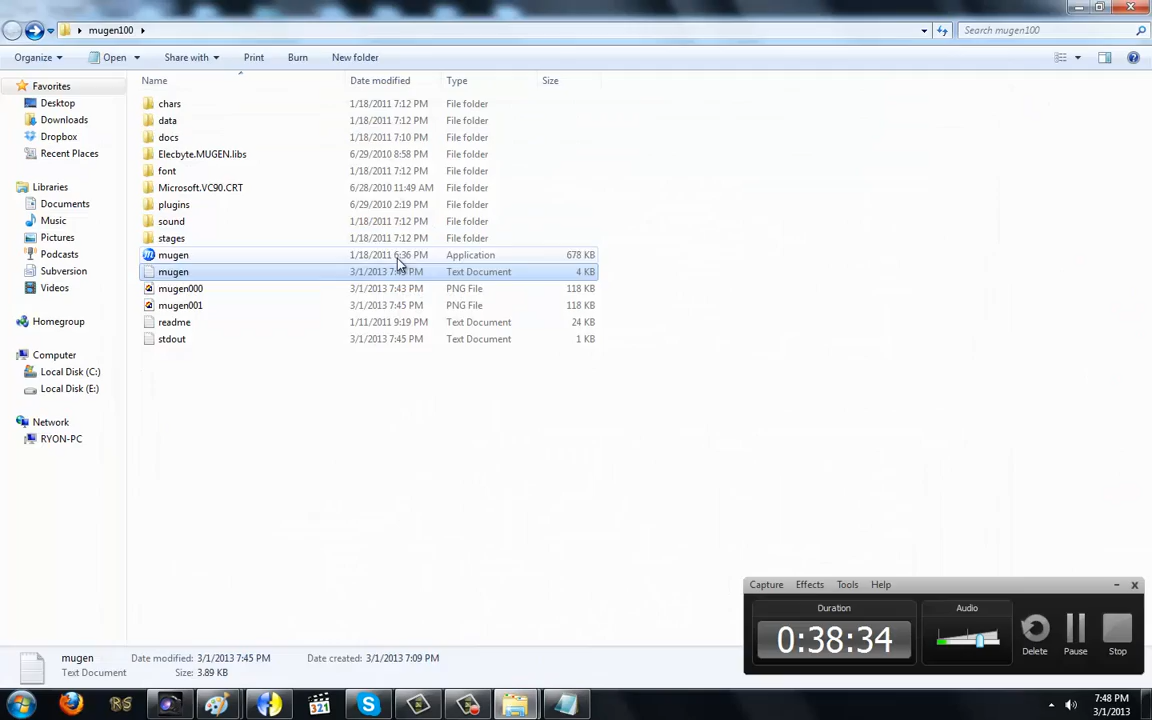 mugen100
Search mugen100
Organize Open Share with Print Burn New folder
Name Date modified Type Size
Favorites
Desktop
Downloads
Dropbox
Recent Places
Libraries
Documents
Music
Pictures
Podcasts
Subversion
Videos
Homegroup
Computer
Local Disk (C:)
Local Disk (E:)
Network
RYON-PC
chars 1/18/2011 7:12 PM File folder
data 1/18/2011 7:12 PM File folder
docs 1/18/2011 7:10 PM File folder
Elecbyte.MUGEN.libs 6/29/2010 8:58 PM File folder
font 1/18/2011 7:12 PM File folder
Microsoft.VC90.CRT 6/28/2010 11:49 AM File folder
plugins 6/29/2010 2:19 PM File folder
sound 1/18/2011 7:12 PM File folder
stages 1/18/2011 7:12 PM File folder
mugen 1/18/2011 6:36 PM Application 678 KB
mugen 3/1/2013 7:45 PM Text Document 4 KB
mugen000 3/1/2013 7:43 PM PNG File 118 KB
mugen001 3/1/2013 7:45 PM PNG File 118 KB
readme 1/11/2011 9:19 PM Text Document 24 KB
stdout 3/1/2013 7:45 PM Text Document 1 KB
Capture Effects Tools Help
Duration Audio
0:38:34
Delete Pause Stop
mugen Date modified: 3/1/2013 7:45 PM Date created: 3/1/2013 7:09 PM
Text Document Size: 3.89 KB
RS
321
7:48 PM
3/1/2013